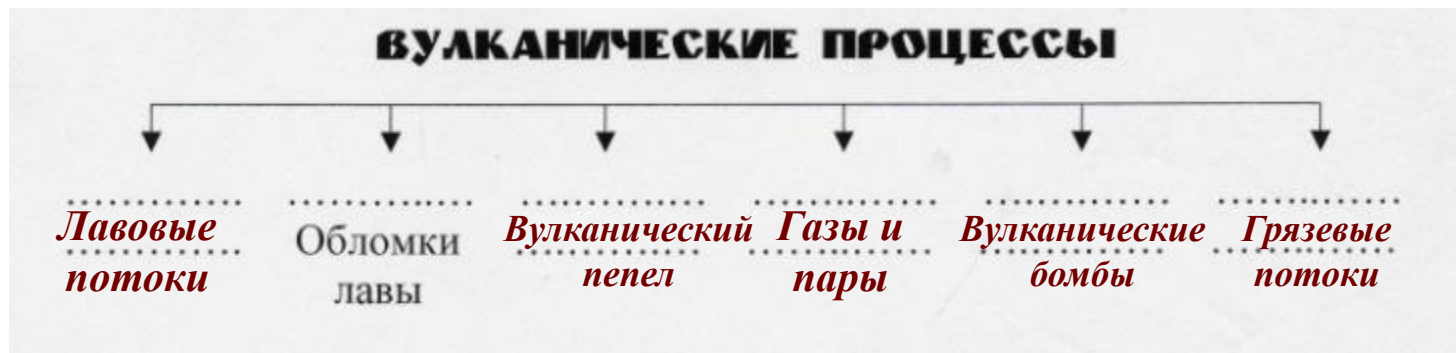 ВУЛКАНИЧЕСКИЕ ПРОЦЕССЫ
Лавовые потоки
Обломки лавы
Вулканический пепел
Газы и пары
Вулканические бомбы
Грязевые потоки